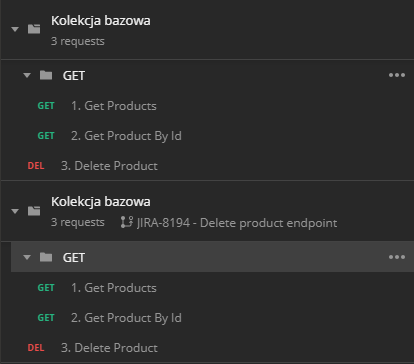 Kolekcja bazowa
3 requests
GET
GET 1. Get Products
GET 2. Get Product By Id
DEL 3. Delete Product
Kolekcja bazowa
3 requests JIRA-8194 - Delete product endpoint
GET
GET 1. Get Products
GET 2. Get Product By Id
DEL 3. Delete Product